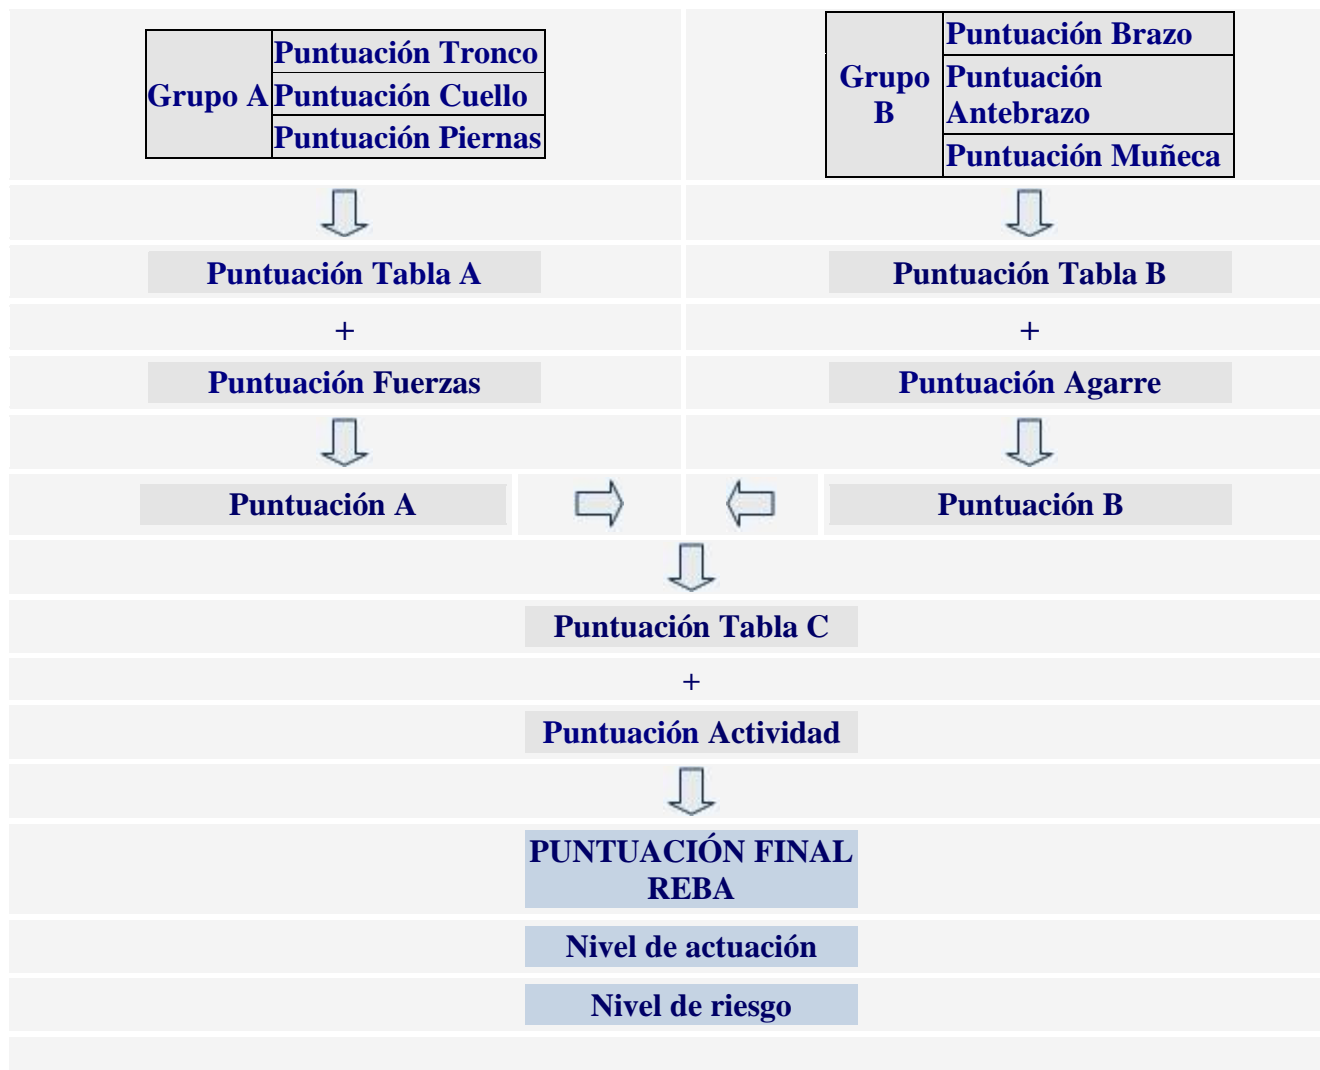 Grupo A
Puntuación Tronco
Puntuación Cuello
Puntuación Piernas
Grupo
B
Puntuación Brazo
Puntuación
Antebrazo
Puntuación Muñeca
Puntuación Tabla A
Puntuación Tabla B
+
+
Puntuación Fuerzas
Puntuación Agarre
Puntuación A
Puntuación B
Puntuación Tabla C
+
Puntuación Actividad
PUNTUACIÓN FINAL
REBA
Nivel de actuación
Nivel de riesgo